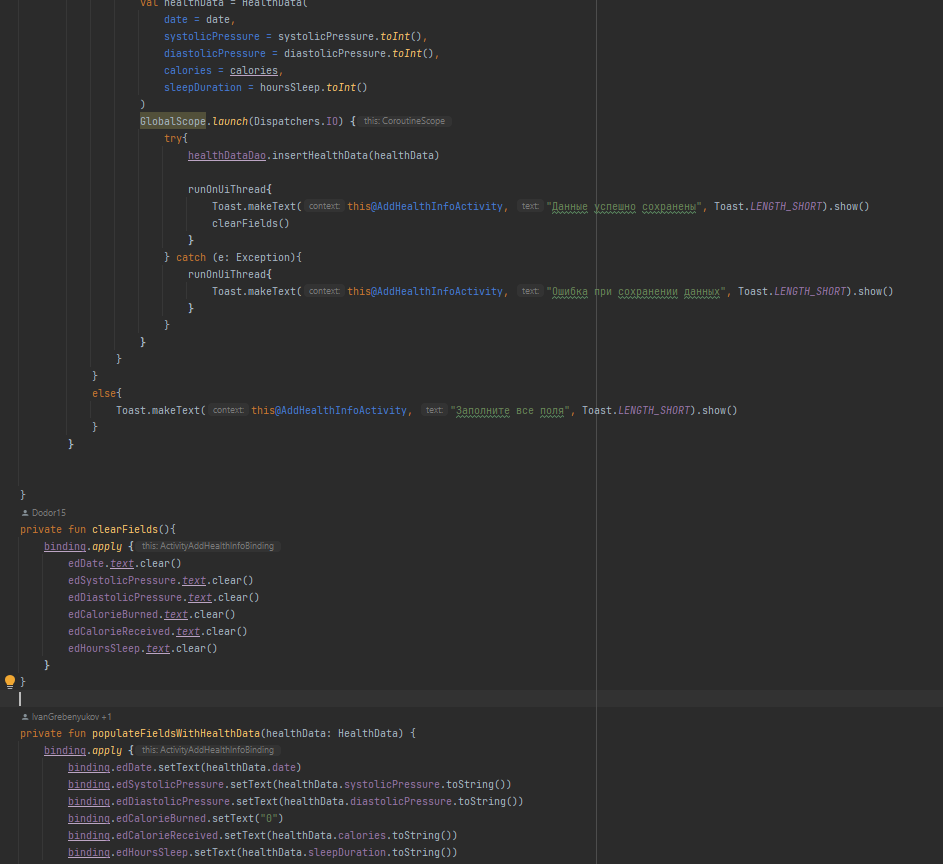 val healthData = HealthData(
date = date,
systolicPressure = systolicPressure.toInt(),
diastolicPressure = diastolicPressure.toInt(),
calories = calories,
sleepDuration = hoursSleep.toInt()
)
GlobalScope.launch(Dispatchers.IO) { this: CoroutineScope
try{
healthDataDao.insertHealthData(healthData)
runOnUiThread{
Toast.makeText( context: this@AddHealthInfoActivity, text: "Данные успешно сохранены", Toast.LENGTH_SHORT).show()
clearFields()
}
} catch (e: Exception){
runOnUiThread{
Toast.makeText( context: this@AddHealthInfoActivity, text: "Ошибка при сохранении данных", Toast.LENGTH_SHORT).show()
}
}
}
}
}
else{
Toast.makeText( context: this@AddHealthInfoActivity, text: "Заполните все поля", Toast.LENGTH_SHORT).show()
}
}
}
Dodor15
private fun clearFields(){
binding.apply { this: ActivityAddHealthInfoBinding
edDate.text.clear()
edSystolicPressure.text.clear()
edDiastolicPressure.text.clear()
edCalorieBurned.text.clear()
edCalorieReceived.text.clear()
edHoursSleep.text.clear()
}
}
IvanGrebenyukov +1
private fun populateFieldsWithHealthData(healthData: HealthData) {
binding.apply { this: ActivityAddHealthInfoBinding
binding.edDate.setText(healthData.date)
binding.edSystolicPressure.setText(healthData.systolicPressure.toString())
binding.edDiastolicPressure.setText(healthData.diastolicPressure.toString())
binding.edCalorieBurned.setText("0")
binding.edCalorieReceived.setText(healthData.calories.toString())
binding.edHoursSleep.setText(healthData.sleepDuration.toString())